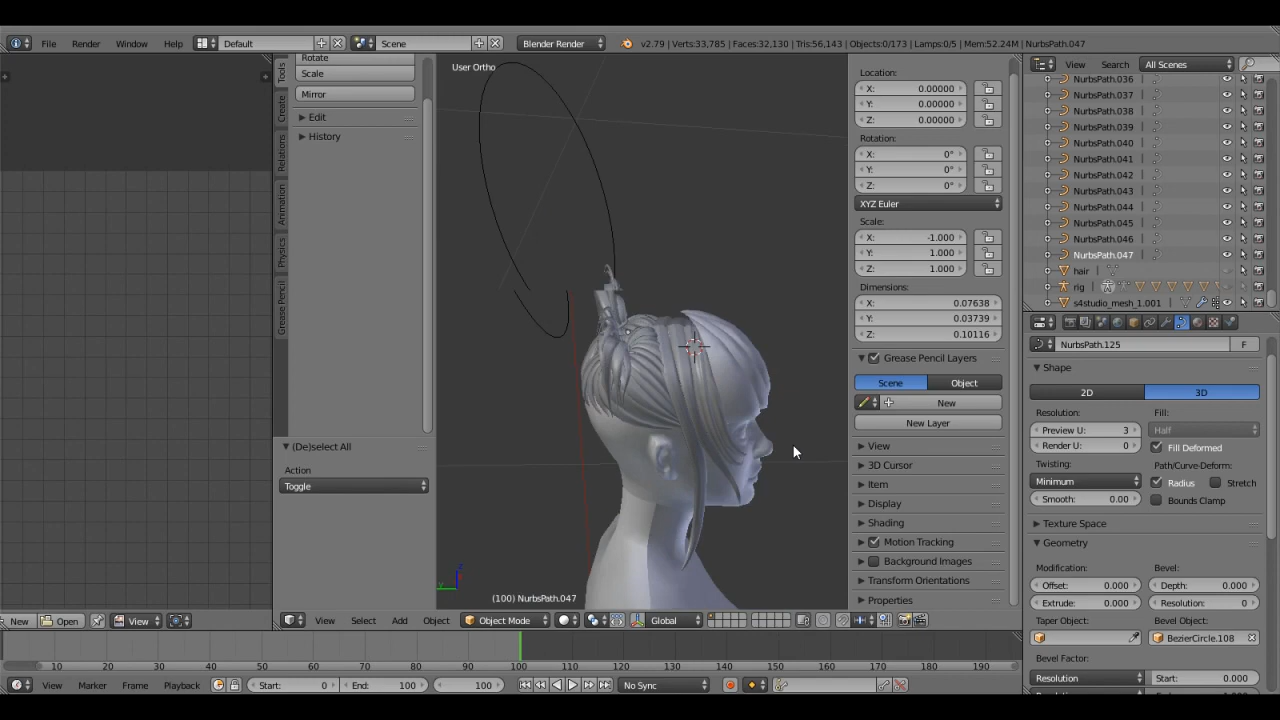 File Render Window Help Default Scene Blender Render v2.79 | Verts:33,785 | Faces:32,130 | Tris:56,143 | Objects:0/173 | Lamps:0/5 | Mem:52.24M | NurbsPath.047
Rotate
Scale
Mirror
Edit
History
Tools
Create
Relations
Animation
Physics
Grease Pencil
(De)select All
Action
Toggle
User Ortho
(100) NurbsPath.047
Location:
X: 0.00000
Y: 0.00000
Z: 0.00000
Rotation:
X: 0°
Y: 0°
Z: 0°
XYZ Euler
Scale:
X: -1.000
Y: 1.000
Z: 1.000
Dimensions:
X: 0.07638
Y: 0.03739
Z: 0.10116
Grease Pencil Layers
Scene Object
New
New Layer
View
3D Cursor
Item
Display
Shading
Motion Tracking
Background Images
Transform Orientations
Properties
View Search All Scenes
NurbsPath.036
NurbsPath.037
NurbsPath.038
NurbsPath.039
NurbsPath.040
NurbsPath.041
NurbsPath.042
NurbsPath.043
NurbsPath.044
NurbsPath.045
NurbsPath.046
NurbsPath.047
hair
rig
s4studio_mesh_1.001
NurbsPath.125 F
Shape
2D 3D
Resolution: Fill:
Preview U: 3 Half
Render U: 0 Fill Deformed
Twisting: Path/Curve-Deform:
Minimum Radius Stretch
Smooth: 0.00 Bounds Clamp
Texture Space
Geometry
Modification: Bevel:
Offset: 0.000 Depth: 0.000
Extrude: 0.000 Resolution: 0
Taper Object: Bevel Object:
BezierCircle.108
Bevel Factor:
Resolution Start: 0.000
New Open View
View Select Add Object Object Mode Global
10 20 30 40 50 60 70 80 90 100 110 120 130 140 150 160 170 180 190
View Marker Frame Playback Start: 0 End: 100 100 No Sync